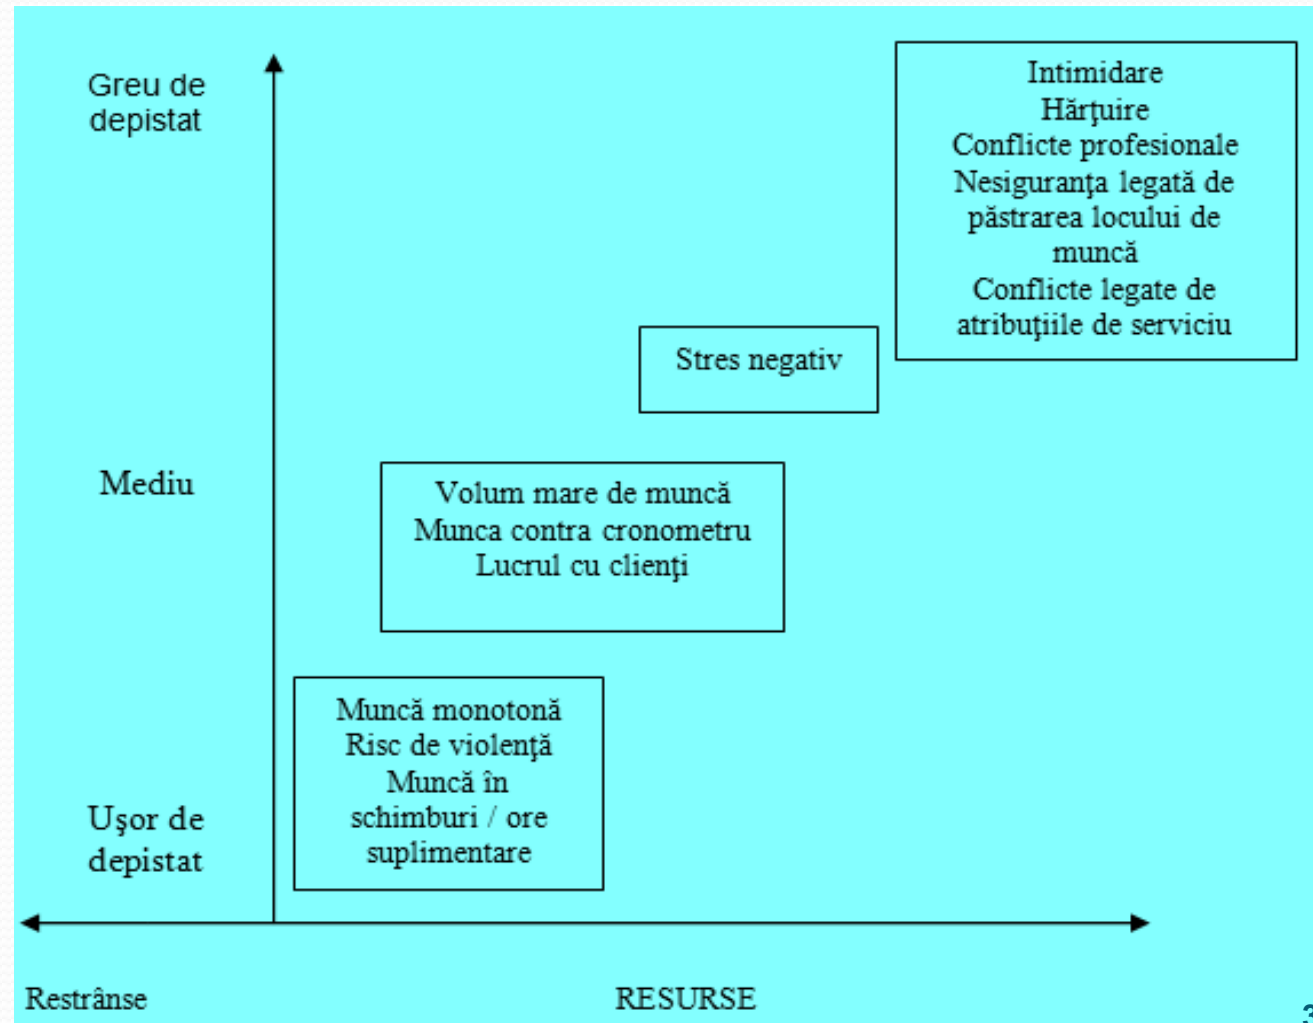 Greu de
depistat
Intimidare
Hărţuire
Conflicte profesionale
Nesiguranţa legată de
păstrarea locului de
muncă
Conflicte legate de
atribuţiile de serviciu
Stres negativ
Mediu
Volum mare de muncă
Munca contra cronometru
Lucrul cu clienţi
Muncă monotonă
Risc de violenţă
Muncă în
schimburi / ore
suplimentare
Uşor de
depistat
Restrânse
RESURSE